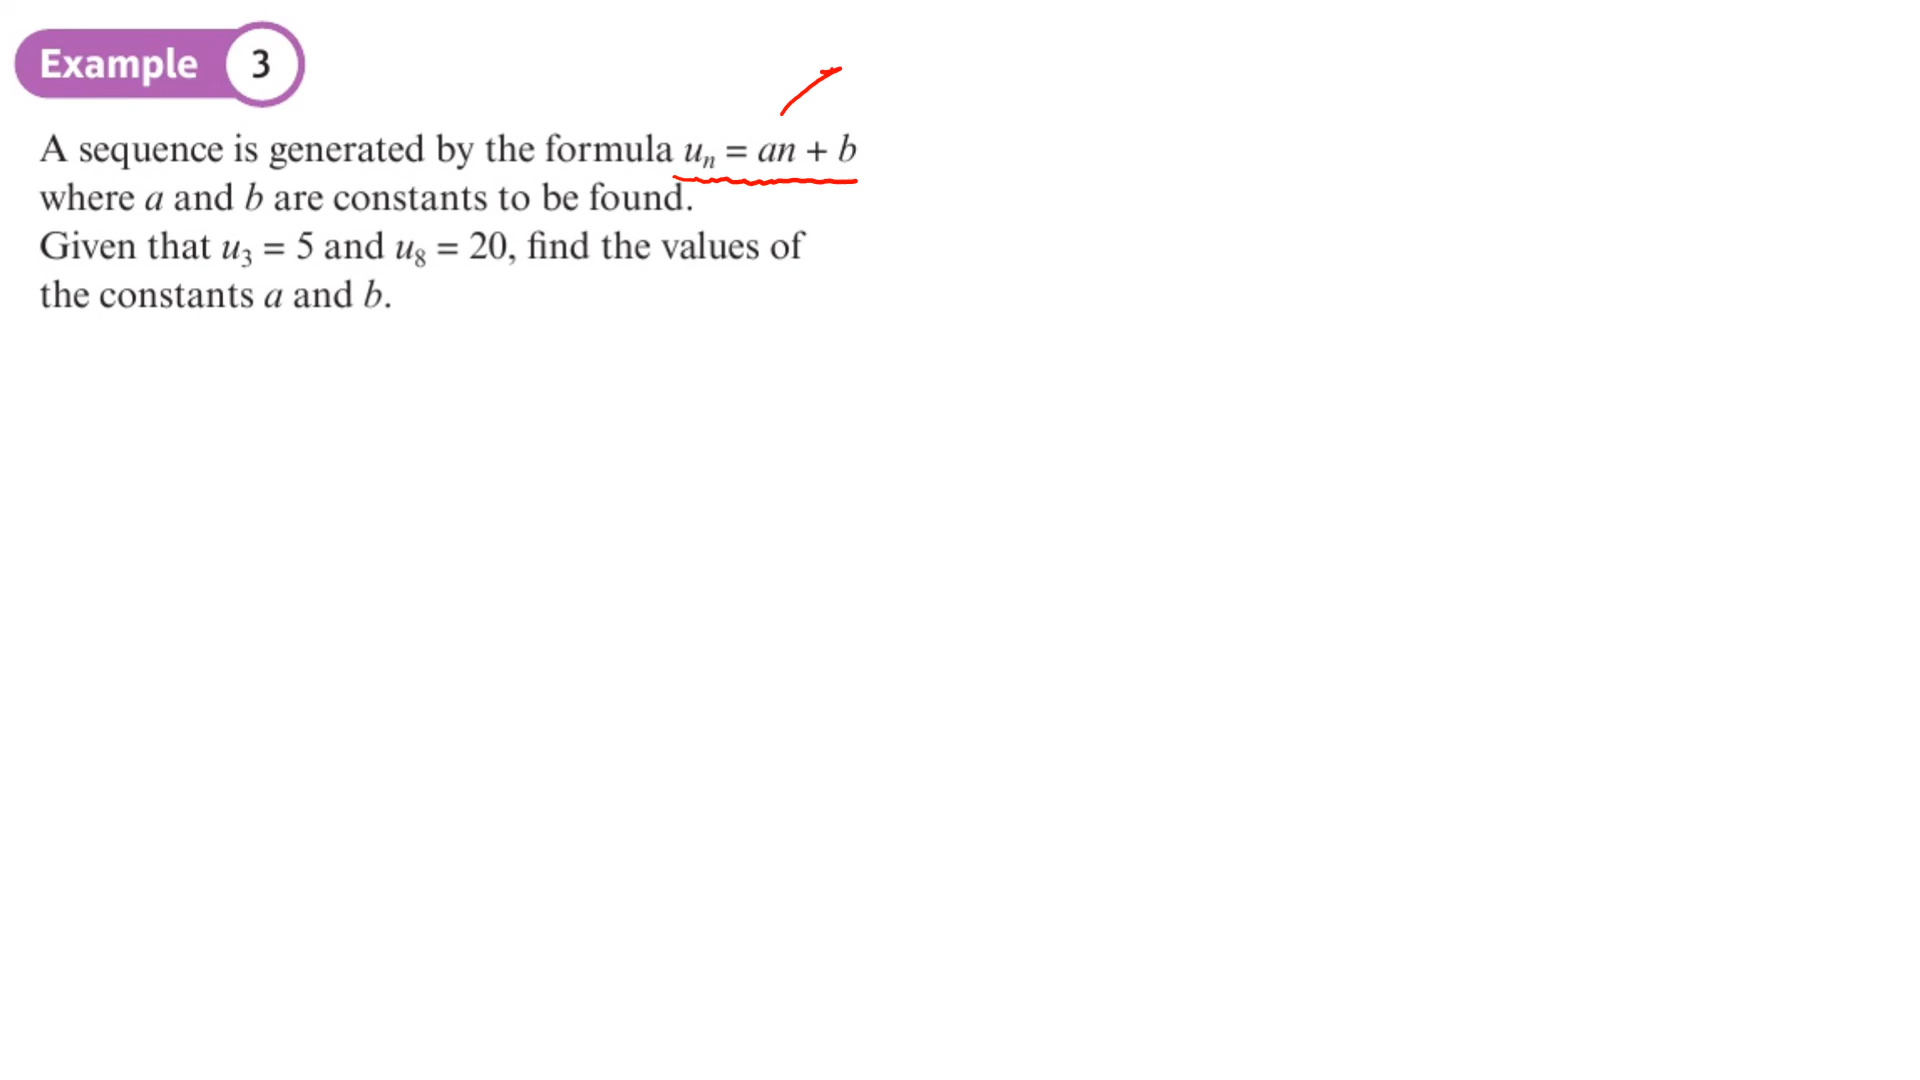 Example 3
A sequence is generated by the formula uₙ = an + b
where a and b are constants to be found.
Given that u₃ = 5 and u₈ = 20, find the values of
the constants a and b.